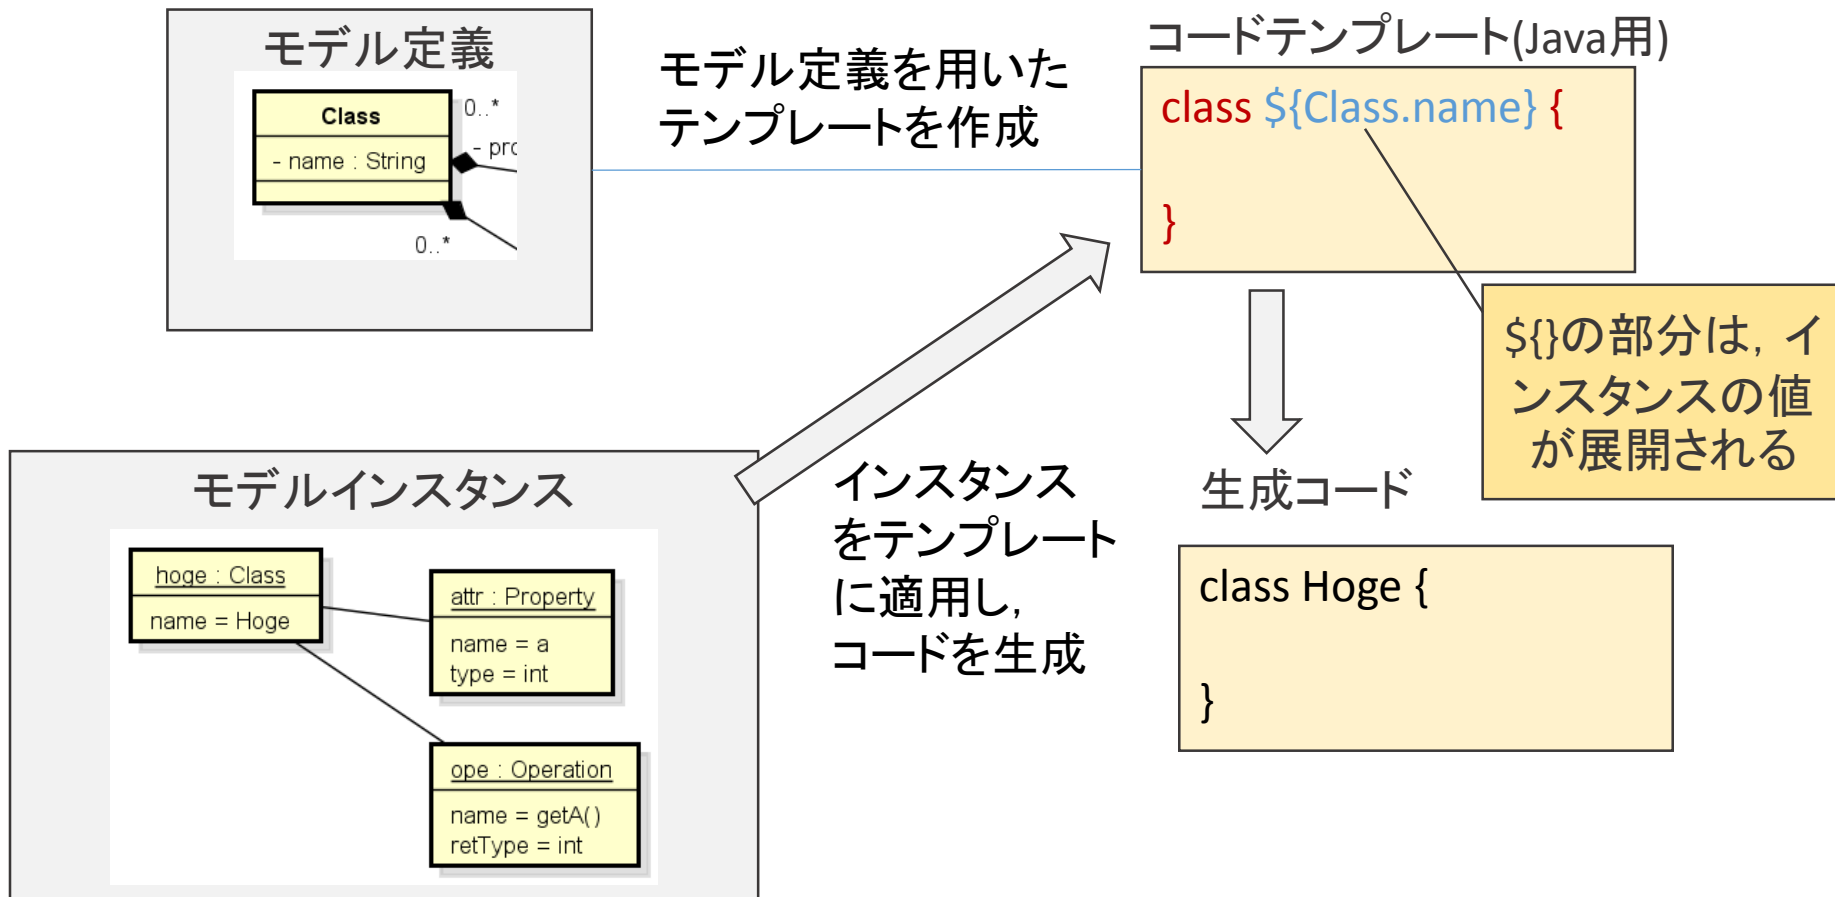 モデル定義
Class
- name : String
0..*
- pro
0..*
モデル定義を用いた
テンプレートを作成
コードテンプレート(Java用)
class ${Class.name} {
}
${}の部分は, イ
ンスタンスの値
が展開される
モデルインスタンス
hoge : Class
name = Hoge
attr : Property
name = a
type = int
ope : Operation
name = getA()
retType = int
インスタンス
をテンプレート
に適用し,
コードを生成
生成コード
class Hoge {
}